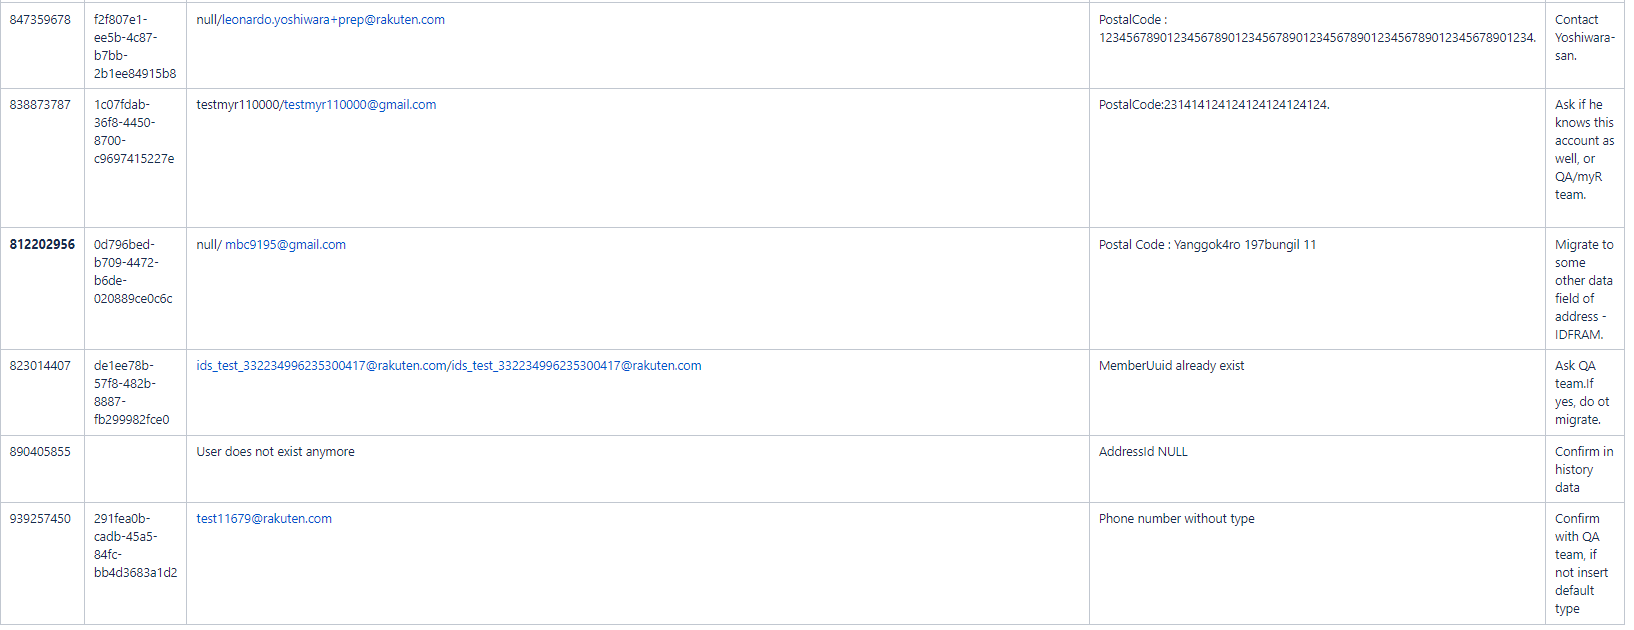 847359678
f2f807e1-
ee5b-4c87-
b7bb-
2b1ee84915b8
null/leonardo.yoshiwara+prep@rakuten.com
PostalCode :
1234567890123456789012345678901234567890123456789012345678901234.
Contact
Yoshiwara-
san.
838873787
1c07fdab-
36f8-4450-
8700-
c9697415227e
testmyr110000/testmyr110000@gmail.com
PostalCode:231414124124124124124124.
Ask if he
knows this
account as
well, or
QA/myR
team.
812202956
0d796bed-
b709-4472-
b6de-
020889ce0c6c
null/ mbc9195@gmail.com
Postal Code : Yanggok4ro 197bungil 11
Migrate to
some
other data
field of
address -
IDFRAM.
823014407
de1ee78b-
57f8-482b-
8887-
fb299982fce0
ids_test_332234996235300417@rakuten.com/ids_test_332234996235300417@rakuten.com
MemberUuid already exist
Ask QA
team.If
yes, do ot
migrate.
890405855
User does not exist anymore
AddressId NULL
Confirm in
history
data
939257450
291fea0b-
cadb-45a5-
84fc-
bb4d3683a1d2
test11679@rakuten.com
Phone number without type
Confirm
with QA
team, if
not insert
default
type